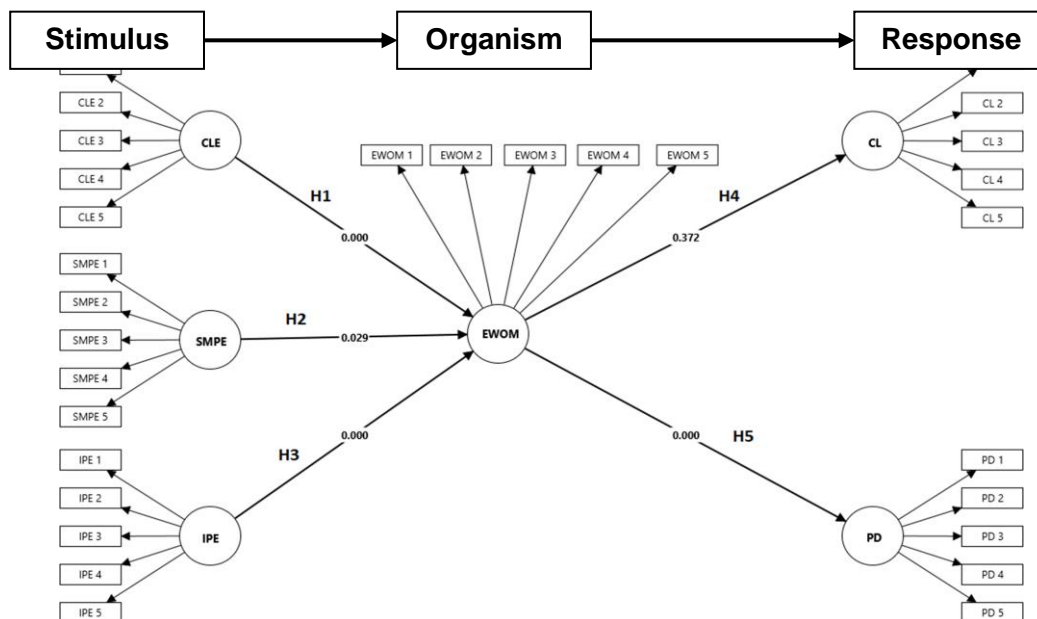 Stimulus
Organism
Response
CLE 2
CLE 3
CLE 4
CLE 5
CLE
H1
0.000
EWOM 1
EWOM 2
EWOM 3
EWOM 4
EWOM 5
H4
0.372
CL
CL 2
CL 3
CL 4
CL 5
SMPE 1
SMPE 2
SMPE 3
SMPE 4
SMPE 5
SMPE
H2
0.029
EWOM
IPE 1
IPE 2
IPE 3
IPE 4
IPE 5
IPE
H3
0.000
0.000
H5
PD
PD 1
PD 2
PD 3
PD 4
PD 5